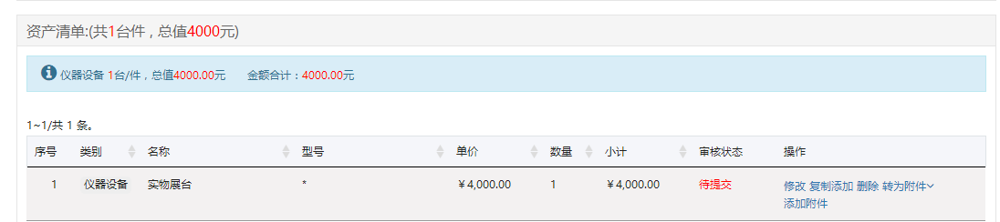 资产清单:(共1台件，总值4000元)
仪器设备 1台/件，总值4000.00元 金额合计：4000.00元
1~1/共 1 条。
序号 类别 名称 型号 单价 数量 小计 审核状态 操作
1 仪器设备 实物展台 * ￥4,000.00 1 ￥4,000.00 待提交 修改 复制添加 删除 转为附件
添加附件